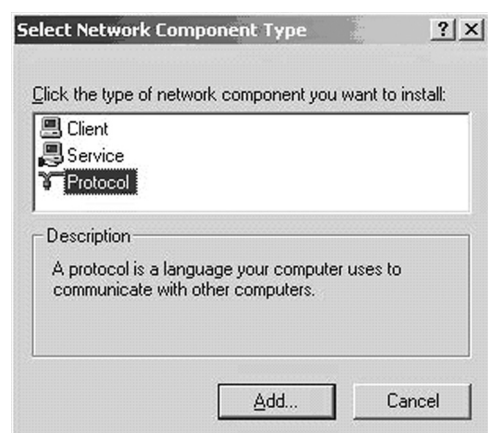 Select Network Component Type
Click the type of network component you want to install:
Client
Service
Protocol
Description
A protocol is a language your computer uses to
communicate with other computers.
Add...
Cancel